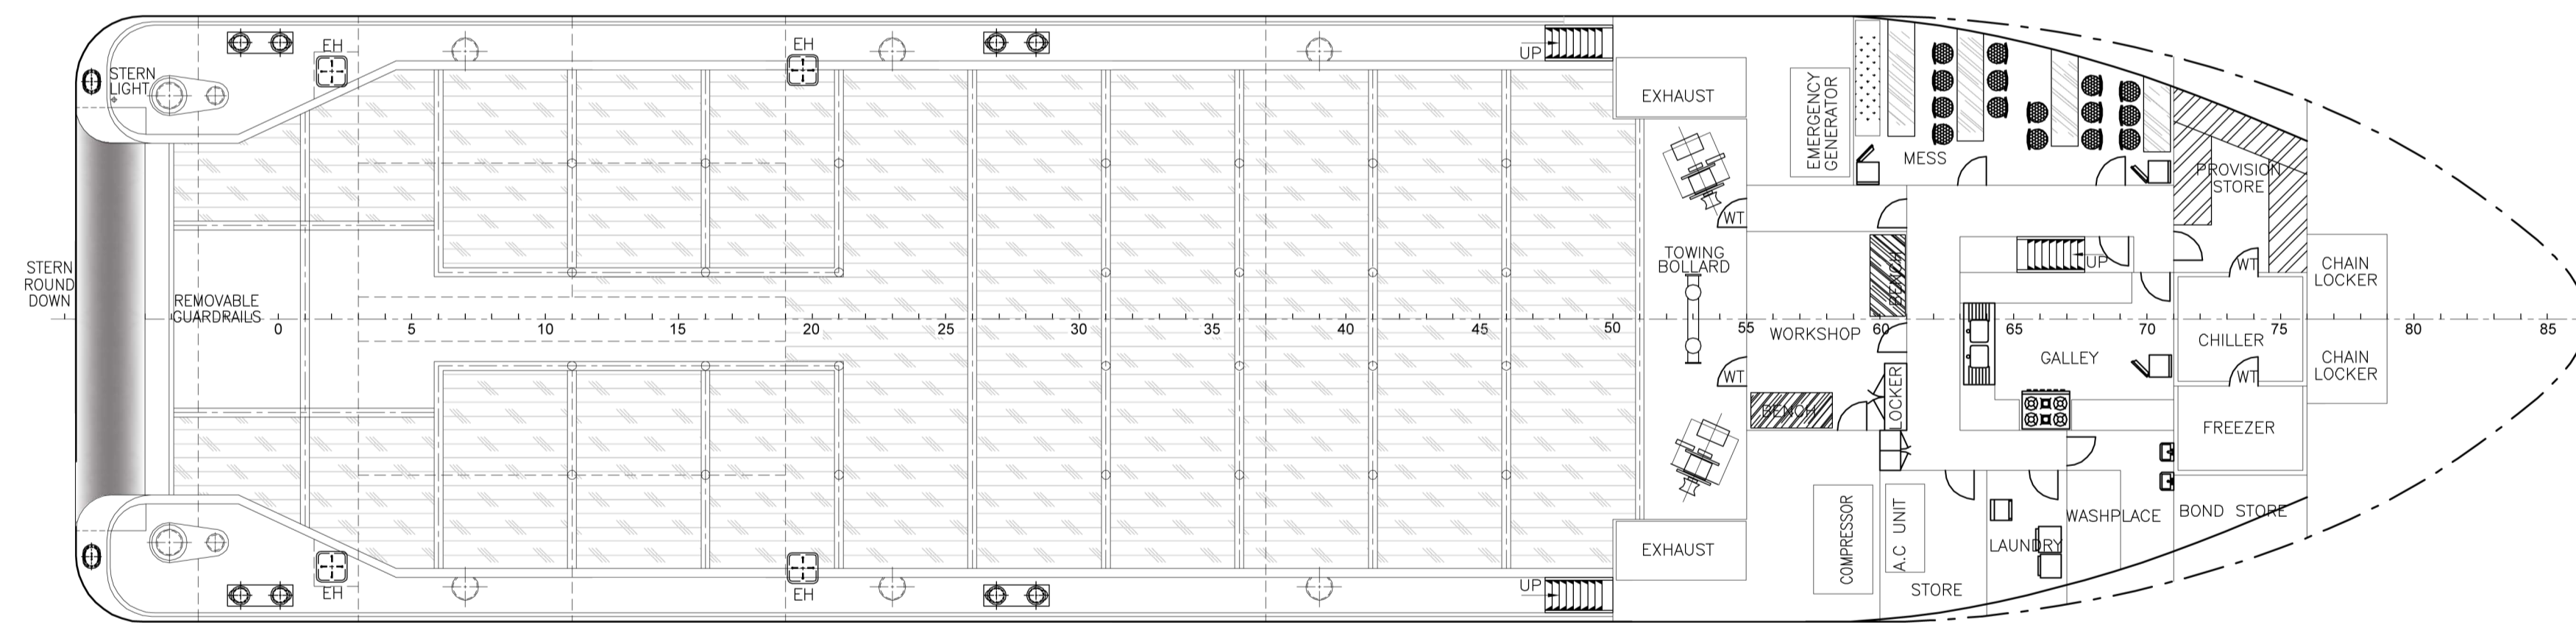 STERN
LIGHT
EH
EH
UP
EXHAUST
EMERGENCY
GENERATOR
MESS
PROVISION
STORE
WT
TOWING
BOLLARD
BENCH
UP
WT
CHAIN
LOCKER
STERN
ROUND
DOWN
REMOVABLE
GUARDRAILS
0 5 10 15 20 25 30 35 40 45 50 55 60 65 70 75 80 85
WORKSHOP
GALLEY
CHILLER
CHAIN
LOCKER
WT
WT
LOCKER
BENCH
FREEZER
EXHAUST
COMPRESSOR
A.C UNIT
WASHPLACE
BOND STORE
LAUNDRY
STORE
EH
EH
UP